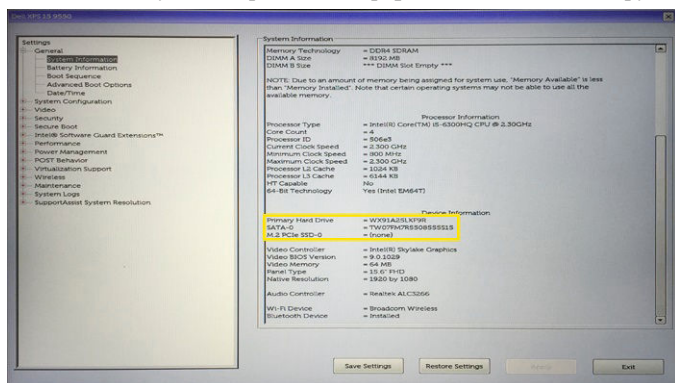 Dell XPS 15 9550
Settings
General
System Information
Battery Information
Boot Sequence
Advanced Boot Options
Date/Time
System Configuration
Video
Security
Secure Boot
Intel® Software Guard Extensions™
Performance
Power Management
POST Behavior
Virtualization Support
Wireless
Maintenance
System Logs
SupportAssist System Resolution
System Information
Memory Technology = DDR4 SDRAM
DIMM A Size = 8192 MB
DIMM B Size *** DIMM Slot Empty ***
NOTE: Due to an amount of memory being assigned for system use, "Memory Available" is less
than "Memory Installed". Note that certain operating systems may not be able to use all the
available memory.
Processor Information
Processor Type = Intel(R) Core(TM) i5-6300HQ CPU @ 2.30GHz
Core Count = 4
Processor ID = 506e3
Current Clock Speed = 2.300 GHz
Minimum Clock Speed = 800 MHz
Maximum Clock Speed = 2.300 GHz
Processor L2 Cache = 1024 KB
Processor L3 Cache = 6144 KB
HT Capable No
64-Bit Technology Yes (Intel EM64T)
Device Information
Primary Hard Drive =
SATA-0 =
M.2 PCIe SSD-0 = (none)
Video Controller = Intel(R) Skylake Graphics
Video BIOS Version = 9.0.1029
Video Memory = 64 MB
Panel Type = 15.6" FHD
Native Resolution = 1920 by 1080
Audio Controller = Realtek ALC3266
Wi-Fi Device = Broadcom Wireless
Bluetooth Device = Installed
Save Settings Restore Settings Apply Exit